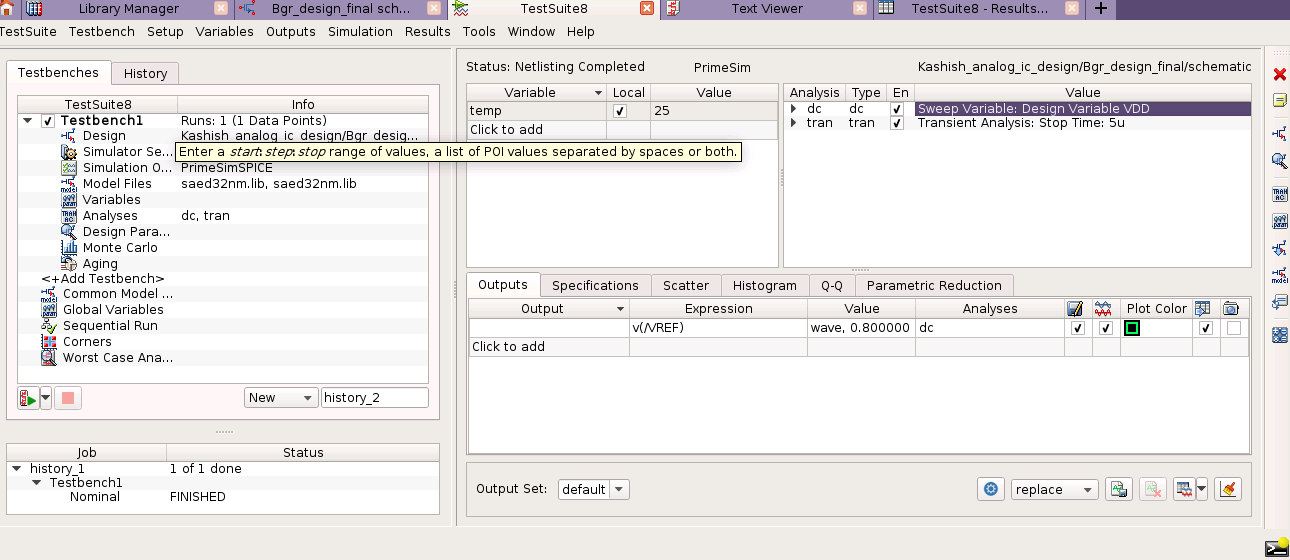 Library Manager
Bgr_design_final sch...
TestSuite8
Text Viewer
TestSuite8 - Results...
TestSuite Testbench Setup Variables Outputs Simulation Results Tools Window Help
Testbenches History
TestSuite8 Info
Testbench1 Runs: 1 (1 Data Points)
Design Kashish_analog_ic_design/Bgr_desig...
Simulator Se...
Simulation O... PrimeSimSPICE
Model Files saed32nm.lib, saed32nm.lib
Variables
Analyses dc, tran
Design Para...
Monte Carlo
Aging
<+Add Testbench>
Common Model ...
Global Variables
Sequential Run
Corners
Worst Case Ana...
Enter a start:step:stop range of values, a list of POI values separated by spaces or both.
New history_2
Job Status
history_1 1 of 1 done
Testbench1
Nominal FINISHED
Status: Netlisting Completed PrimeSim Kashish_analog_ic_design/Bgr_design_final/schematic
Variable Local Value
temp 25
Click to add
Analysis Type En Value
dc dc Sweep Variable: Design Variable VDD
tran tran Transient Analysis: Stop Time: 5u
Outputs Specifications Scatter Histogram Q-Q Parametric Reduction
Output Expression Value Analyses Plot Color
v(/VREF) wave, 0.800000 dc
Click to add
Output Set: default replace